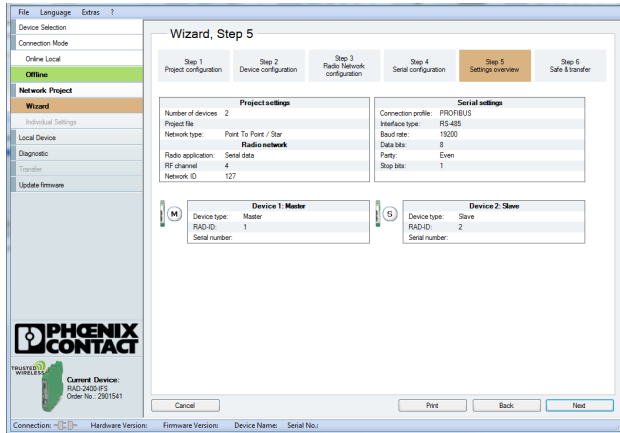 File Language Extras ?
Device Selection
Connection Mode
Online Local
Offline
Network Project
Wizard
Individual Settings
Local Device
Diagnostic
Transfer
Update firmware
PHŒNIX
CONTACT
TRUSTED
WIRELESS
Current Device:
RAD-2400-IFS
Order No.: 2901541
Wizard, Step 5
Step 1
Project configuration
Step 2
Device configuration
Step 3
Radio Network
configuration
Step 4
Serial configuration
Step 5
Settings overview
Step 6
Safe & transfer
Project settings
Number of devices 2
Project file
Network type: Point To Point / Star
Radio network
Radio application: Serial data
RF channel 4
Network ID 127
Serial settings
Connection profile: PROFIBUS
Interface type: RS-485
Baud rate: 19200
Data bits: 8
Parity: Even
Stop bits: 1
M
Device 1: Master
Device type: Master
RAD-ID: 1
Serial number:
S
Device 2: Slave
Device type: Slave
RAD-ID: 2
Serial number:
Cancel Print Back Next
Connection: Hardware Version: Firmware Version: Device Name: Serial No.: